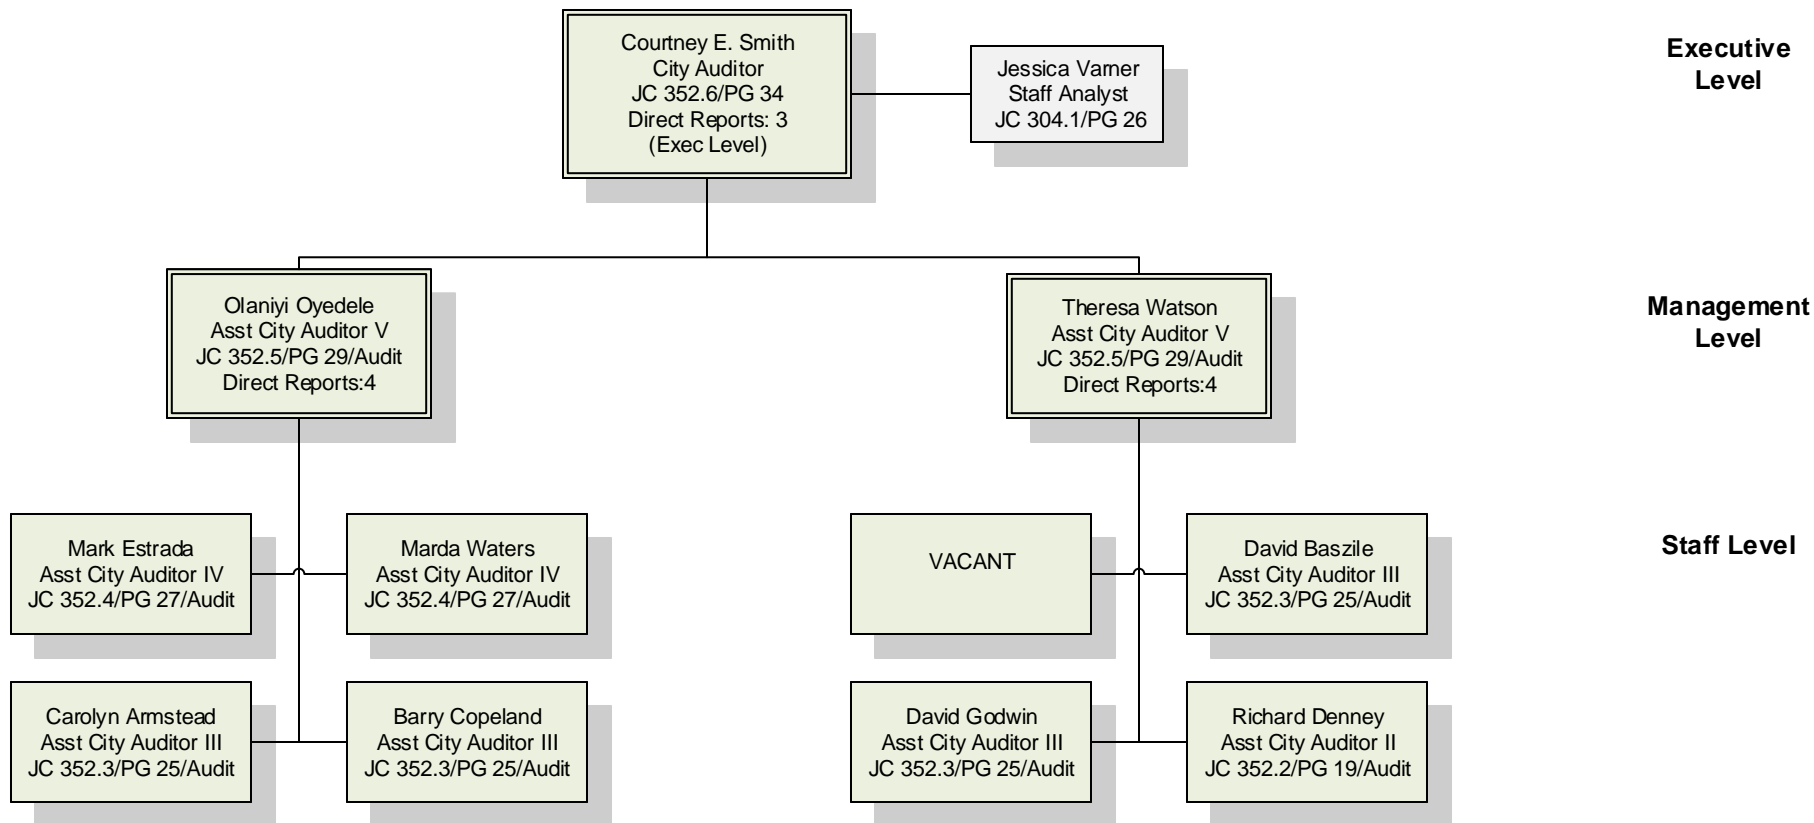 Courtney E. Smith
City Auditor
JC 352.6/PG 34
Direct Reports: 3
(Exec Level)
Jessica Varner
Staff Analyst
JC 304.1/PG 26
Executive
Level
Olaniyi Oyedele
Asst City Auditor V
JC 352.5/PG 29/Audit
Direct Reports:4
Theresa Watson
Asst City Auditor V
JC 352.5/PG 29/Audit
Direct Reports:4
Management
Level
Mark Estrada
Asst City Auditor IV
JC 352.4/PG 27/Audit
Marda Waters
Asst City Auditor IV
JC 352.4/PG 27/Audit
VACANT
David Baszile
Asst City Auditor III
JC 352.3/PG 25/Audit
Staff Level
Carolyn Armstead
Asst City Auditor III
JC 352.3/PG 25/Audit
Barry Copeland
Asst City Auditor III
JC 352.3/PG 25/Audit
David Godwin
Asst City Auditor III
JC 352.3/PG 25/Audit
Richard Denney
Asst City Auditor II
JC 352.2/PG 19/Audit